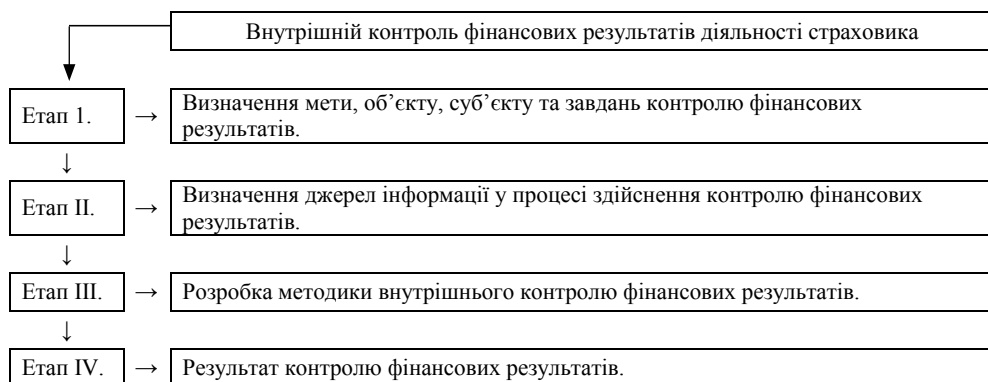 Внутрішній контроль фінансових результатів діяльності страховика
Етап 1. → Визначення мети, об’єкту, суб’єкту та завдань контролю фінансових
результатів.
↓
Етап II. → Визначення джерел інформації у процесі здійснення контролю фінансових
результатів.
↓
Етап III. → Розробка методики внутрішнього контролю фінансових результатів.
↓
Етап IV. → Результат контролю фінансових результатів.